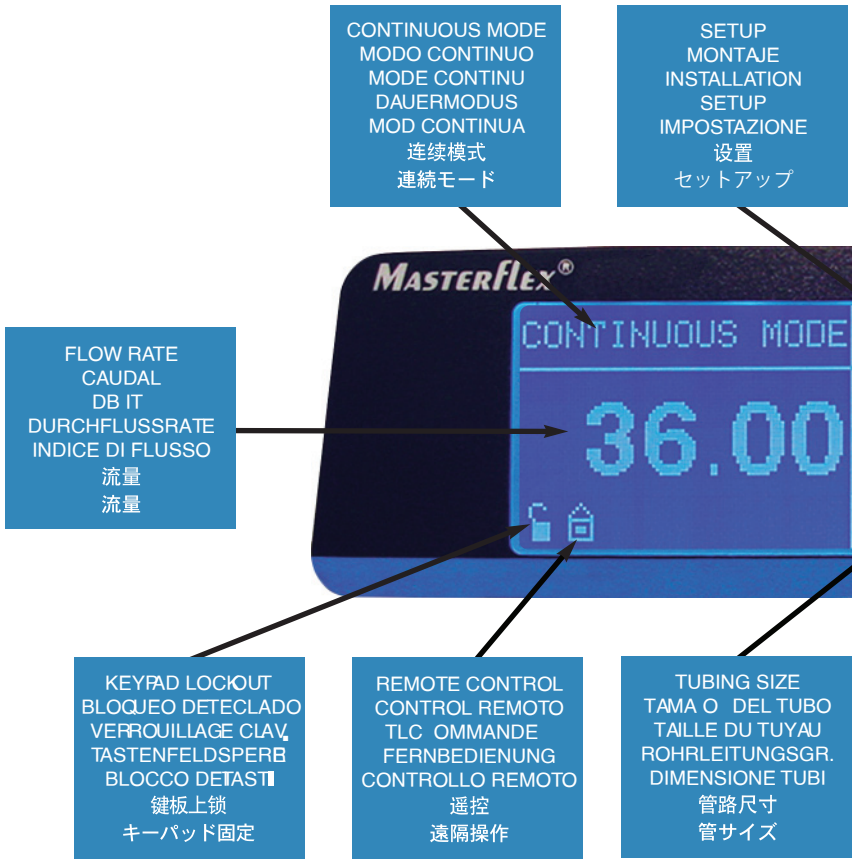 CONTINUOUS MODE
MODO CONTINUO
MODE CONTINU
DAUERMODUS
MOD CONTINUA
连续模式
連続モード
SETUP
MONTAJE
INSTALLATION
SETUP
IMPOSTAZIONE
设置
セットアップ
MASTERFLEX®
CONTINUOUS MODE
36.00
FLOW RATE
CAUDAL
DB IT
DURCHFLUSSRATE
INDICE DI FLUSSO
流量
流量
KEYPAD LOCKOUT
BLOQUEO DETECLADO
VERROUILLAGE CLAV.
TASTENFELDSPERR
BLOCCO DETASTI
键板上锁
キーパッド固定
REMOTE CONTROL
CONTROL REMOTO
TLC OMMANDE
FERNBEDIENUNG
CONTROLLO REMOTO
遥控
遠隔操作
TUBING SIZE
TAMA O DEL TUBO
TAILLE DU TUYAU
ROHRLEITUNGSGR.
DIMENSIONE TUBI
管路尺寸
管サイズ